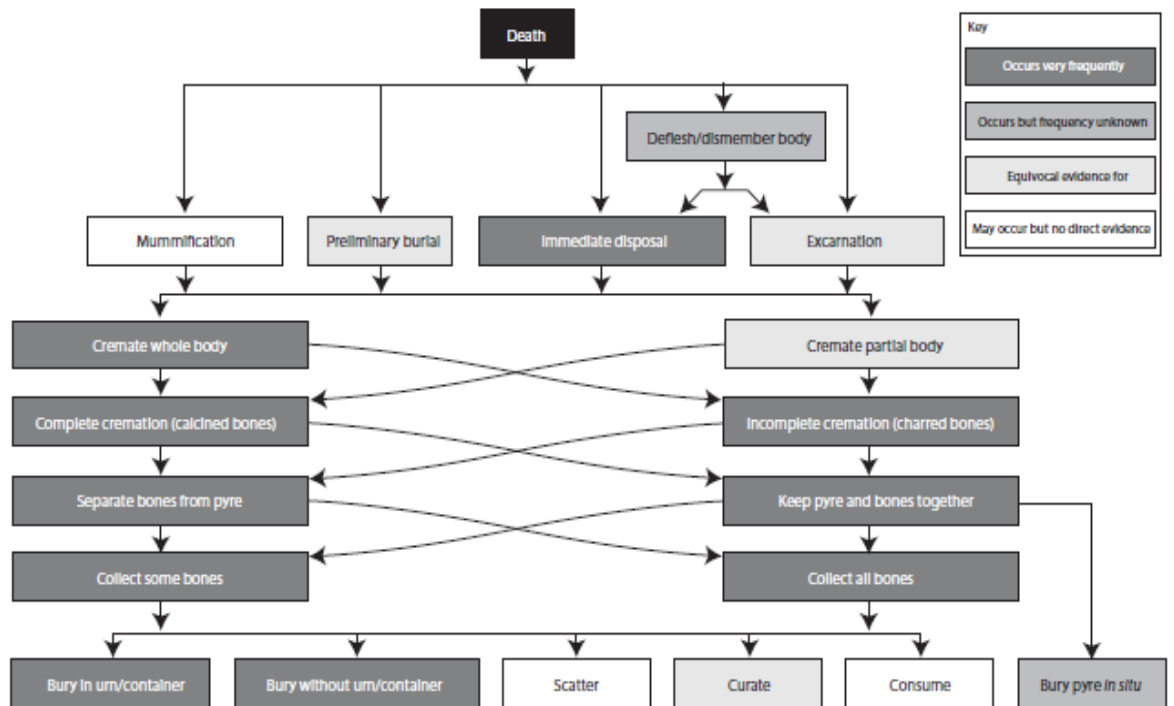 Death
Key
Occurs very frequently
Occurs but frequency unknown
Equivocal evidence for
May occur but no direct evidence
Deflesh/dismember body
Mummification
Preliminary burial
Immediate disposal
Excarnation
Cremate whole body
Cremate partial body
Complete cremation (calcined bones)
Incomplete cremation (charred bones)
Separate bones from pyre
Keep pyre and bones together
Collect some bones
Collect all bones
Bury in urn/container
Bury without urn/container
Scatter
Curate
Consume
Bury pyre in situ